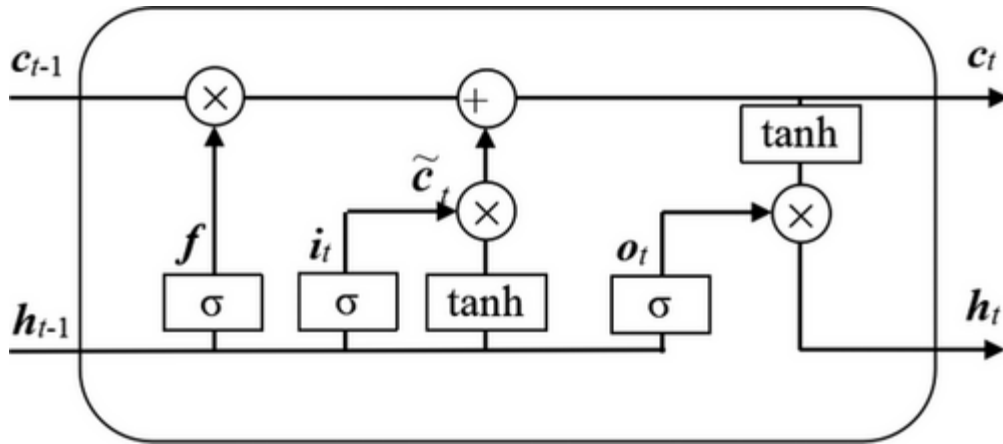 c_{t-1} c_t
× + tanh
c̃_t × ×
f i_t o_t
σ σ tanh σ
h_{t-1} h_t